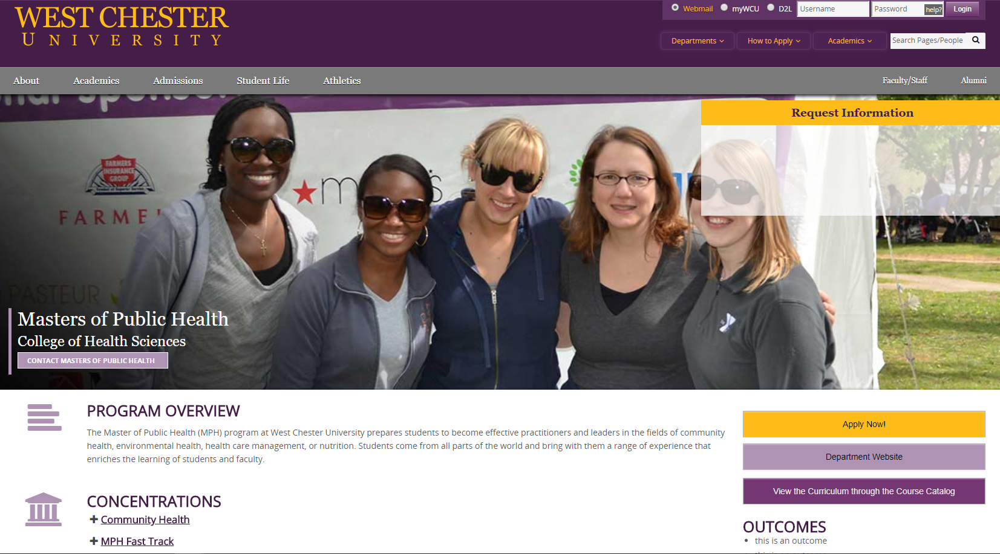 WEST CHESTER
UNIVERSITY
Webmail myWCU D2L Username Password help? Login
Departments How to Apply Academics Search Pages/People
About Academics Admissions Student Life Athletics Faculty/Staff Alumni
Request Information
FARMERS
INSURANCE
GROUP
FARME
PASTEUR
Masters of Public Health
College of Health Sciences
CONTACT MASTERS OF PUBLIC HEALTH
PROGRAM OVERVIEW
The Master of Public Health (MPH) program at West Chester University prepares students to become effective practitioners and leaders in the fields of community
health, environmental health, health care management, or nutrition. Students come from all parts of the world and bring with them a range of experience that
enriches the learning of students and faculty.
CONCENTRATIONS
Community Health
MPH Fast Track
Apply Now!
Department Website
View the Curriculum through the Course Catalog
OUTCOMES
this is an outcome